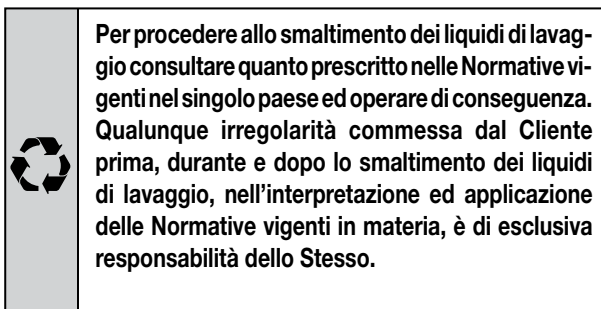 Per procedere allo smaltimento dei liquidi di lavag-
gio consultare quanto prescritto nelle Normative vi-
genti nel singolo paese ed operare di conseguenza.
Qualunque irregolarità commessa dal Cliente
prima, durante e dopo lo smaltimento dei liquidi
di lavaggio, nell'interpretazione ed applicazione
delle Normative vigenti in materia, è di esclusiva
responsabilità dello Stesso.